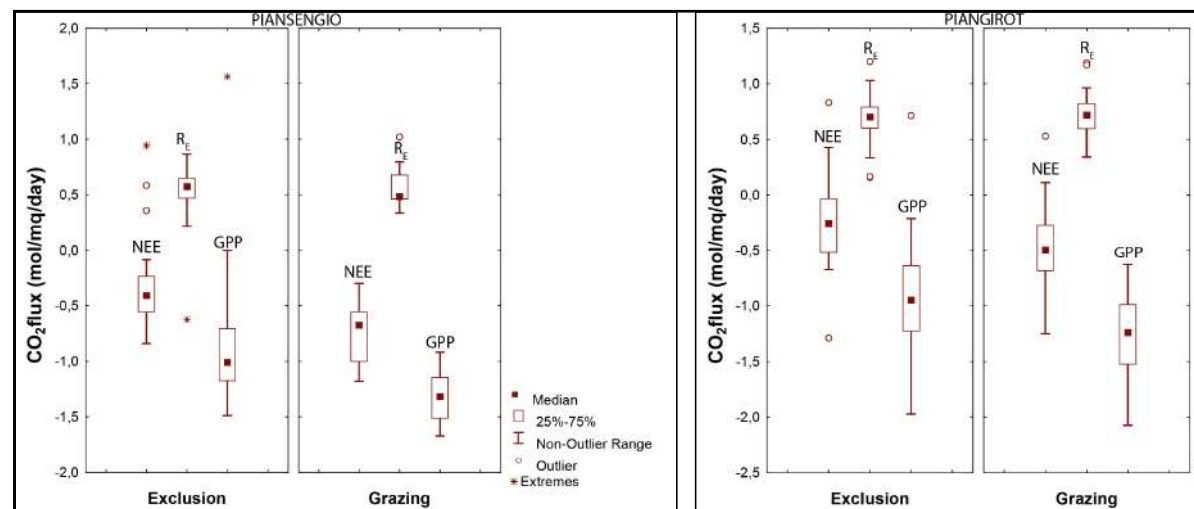 PIANSENGIO
CO2flux (mol/mq/day)
2,0
1,5
1,0
0,5
0,0
-0,5
-1,0
-1,5
-2,0
NEE
RE
GPP
Exclusion
NEE
RE
GPP
Grazing
Median
25%-75%
Non-Outlier Range
Outlier
Extremes
PIANGIROT
CO2flux (mol/mq/day)
1,5
1,0
0,5
0,0
-0,5
-1,0
-1,5
-2,0
-2,5
NEE
RE
GPP
Exclusion
NEE
RE
GPP
Grazing